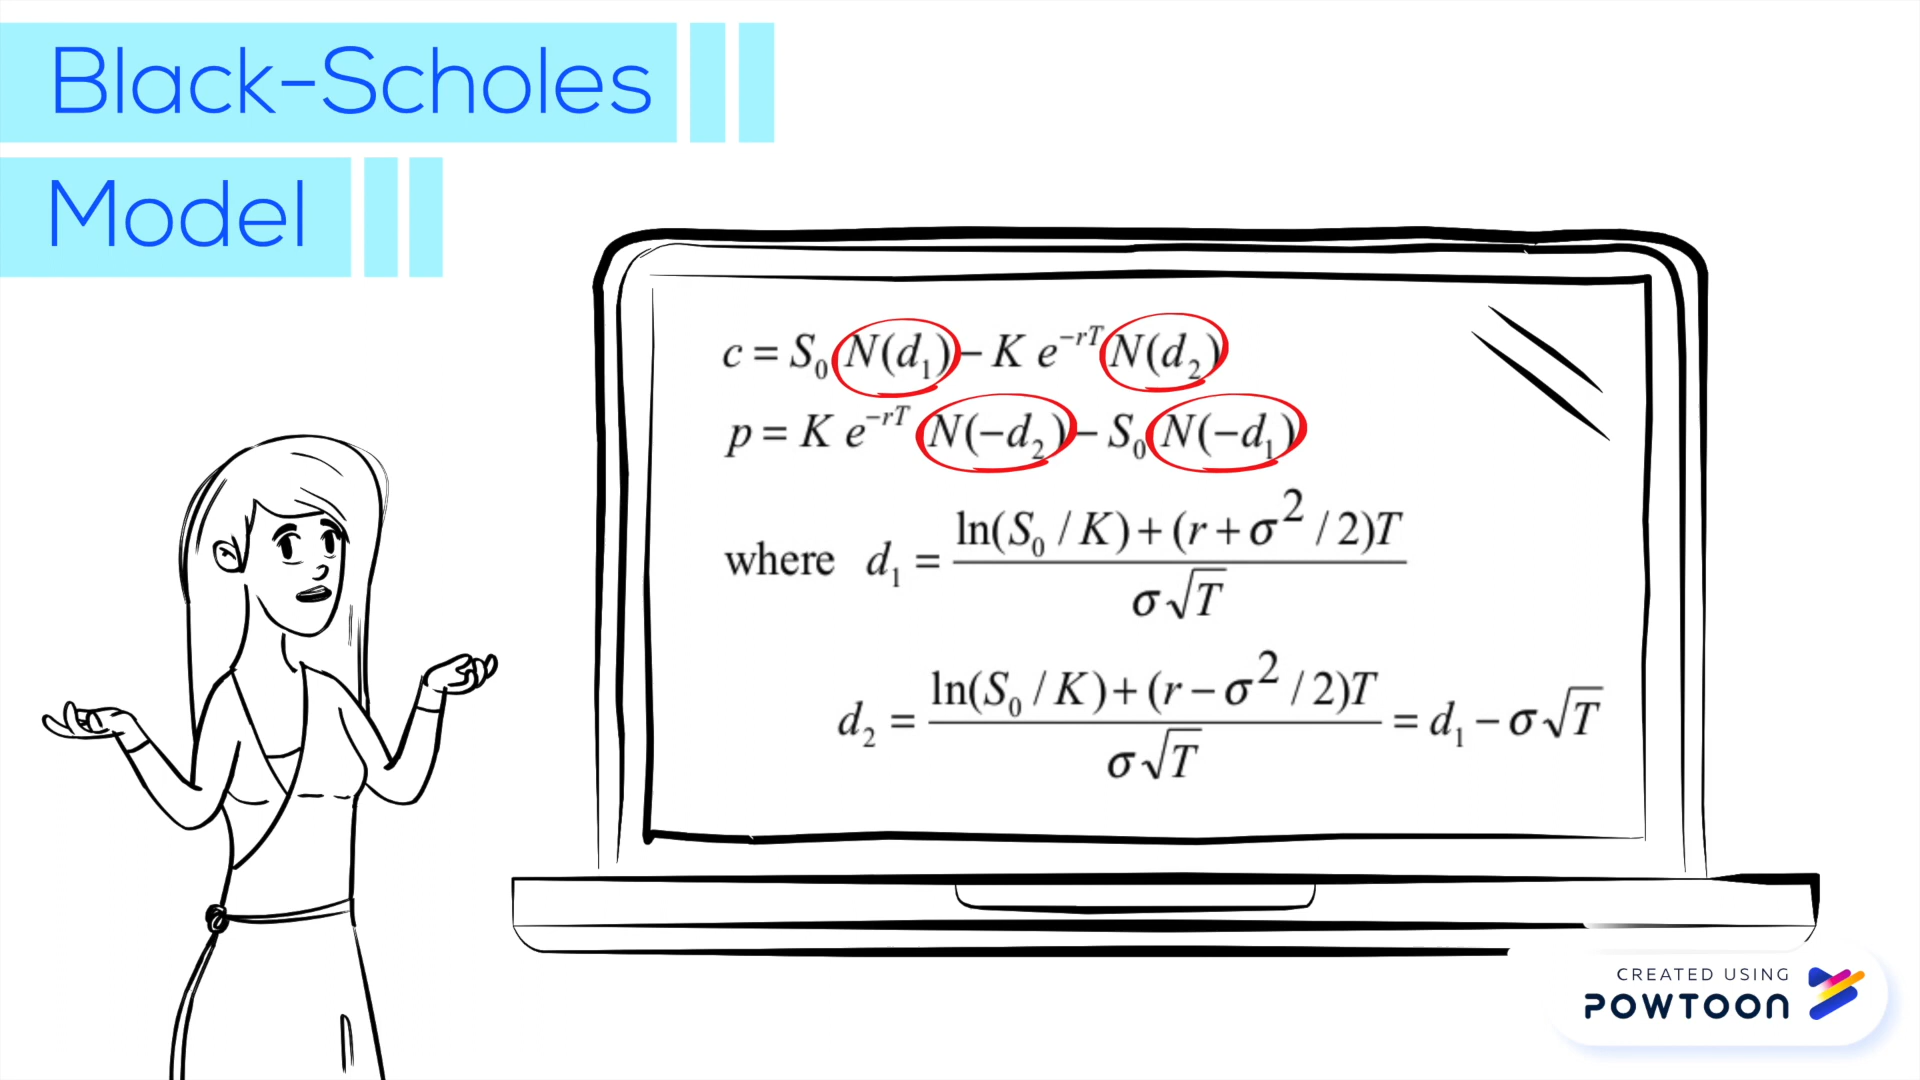 Black-Scholes
Model
c = S₀ N(d₁) − K e^−rT N(d₂)
p = K e^−rT N(−d₂) − S₀ N(−d₁)
where d₁ = ln(S₀ / K) + (r + σ² / 2)T / σ√T
d₂ = ln(S₀ / K) + (r − σ² / 2)T / σ√T = d₁ − σ√T
CREATED USING
POWTOON